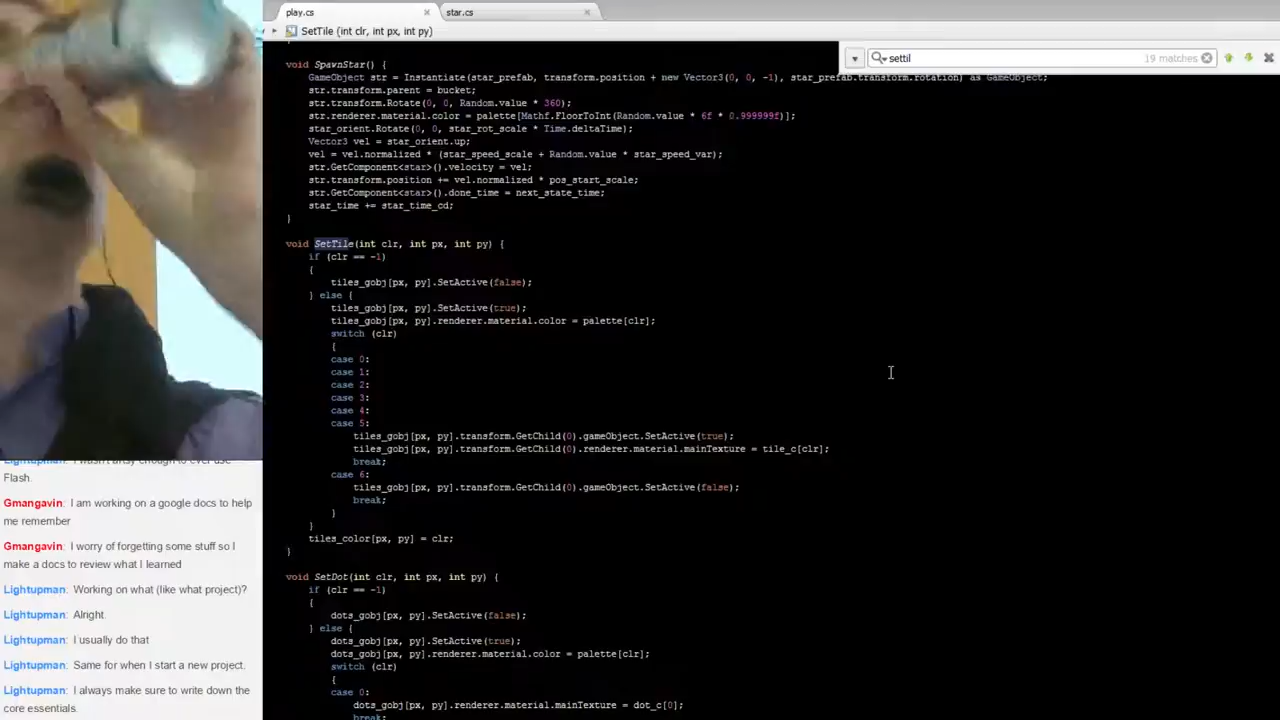 play.cs
star.cs
SetTile (int clr, int px, int py)
settil
19 matches
void SpawnStar() {
GameObject str = Instantiate(star_prefab, transform.position + new Vector3(0, 0, -1), star_prefab.transform.rotation) as GameObject;
str.transform.parent = bucket;
str.transform.Rotate(0, 0, Random.value * 360);
str.renderer.material.color = palette[Mathf.FloorToInt(Random.value * 6f * 0.999999f)];
star_orient.Rotate(0, 0, star_rot_scale * Time.deltaTime);
Vector3 vel = star_orient.up;
vel = vel.normalized * (star_speed_scale + Random.value * star_speed_var);
str.GetComponent<star>().velocity = vel;
str.transform.position += vel.normalized * pos_start_scale;
str.GetComponent<star>().done_time = next_state_time;
star_time += star_time_cd;
}
void SetTile(int clr, int px, int py) {
if (clr == -1)
{
tiles_gobj[px, py].SetActive(false);
} else {
tiles_gobj[px, py].SetActive(true);
tiles_gobj[px, py].renderer.material.color = palette[clr];
switch (clr)
{
case 0:
case 1:
case 2:
case 3:
case 4:
case 5:
tiles_gobj[px, py].transform.GetChild(0).gameObject.SetActive(true);
tiles_gobj[px, py].transform.GetChild(0).renderer.material.mainTexture = tile_c[clr];
break;
case 6:
tiles_gobj[px, py].transform.GetChild(0).gameObject.SetActive(false);
break;
}
}
tiles_color[px, py] = clr;
}
void SetDot(int clr, int px, int py) {
if (clr == -1)
{
dots_gobj[px, py].SetActive(false);
} else {
dots_gobj[px, py].SetActive(true);
dots_gobj[px, py].renderer.material.color = palette[clr];
switch (clr)
{
case 0:
dots_gobj[px, py].renderer.material.mainTexture = dot_c[0];
break;
Lightupman: I wasn't artsy enough to ever use
Flash.
Gmangavin: I am working on a google docs to help
me remember
Gmangavin: I worry of forgetting some stuff so I
make a docs to review what I learned
Lightupman: Working on what (like what project)?
Lightupman: Alright.
Lightupman: I usually do that
Lightupman: Same for when I start a new project.
Lightupman: I always make sure to write down the
core essentials.